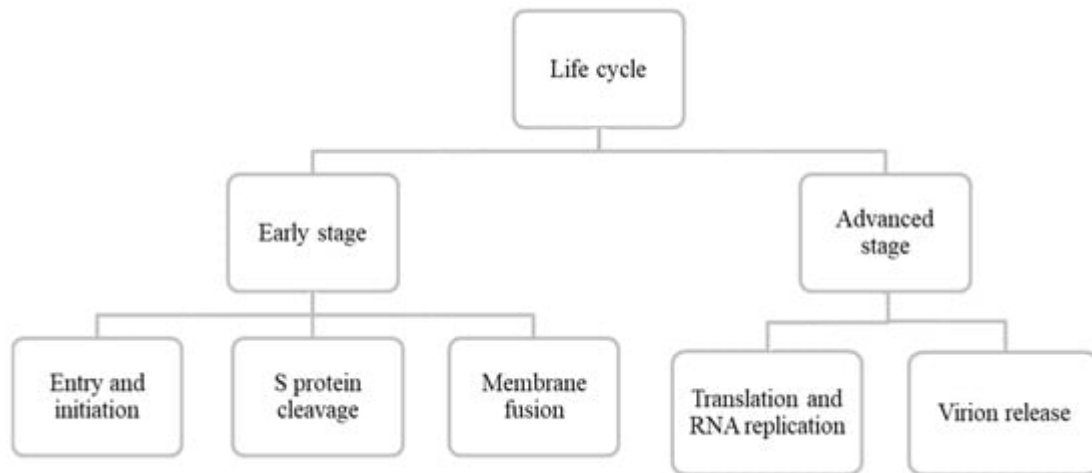 Life cycle
Early stage
Advanced
stage
Entry and
initiation
S protein
cleavage
Membrane
fusion
Translation and
RNA replication
Virion release